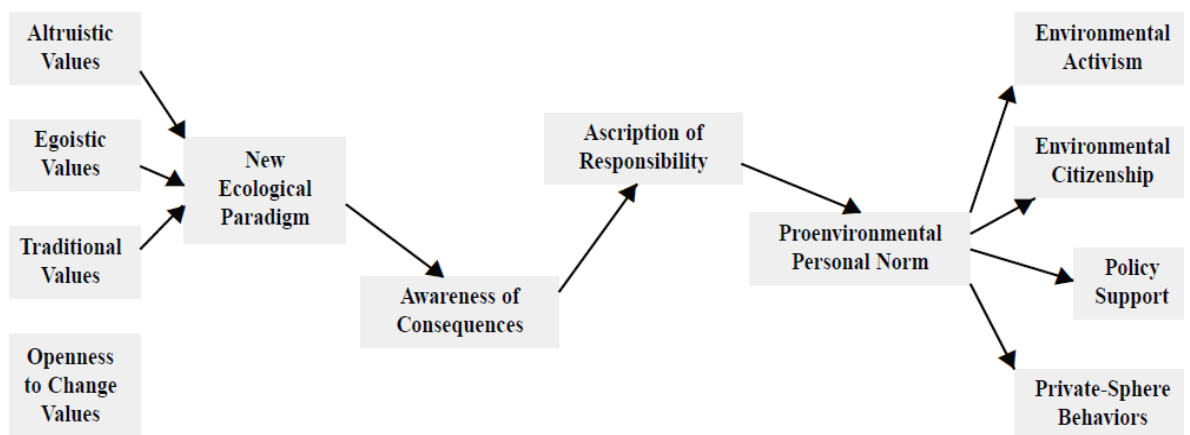 Altruistic
Values
Egoistic
Values
Traditional
Values
Openness
to Change
Values
New
Ecological
Paradigm
Awareness of
Consequences
Ascription of
Responsibility
Proenvironmental
Personal Norm
Environmental
Activism
Environmental
Citizenship
Policy
Support
Private-Sphere
Behaviors